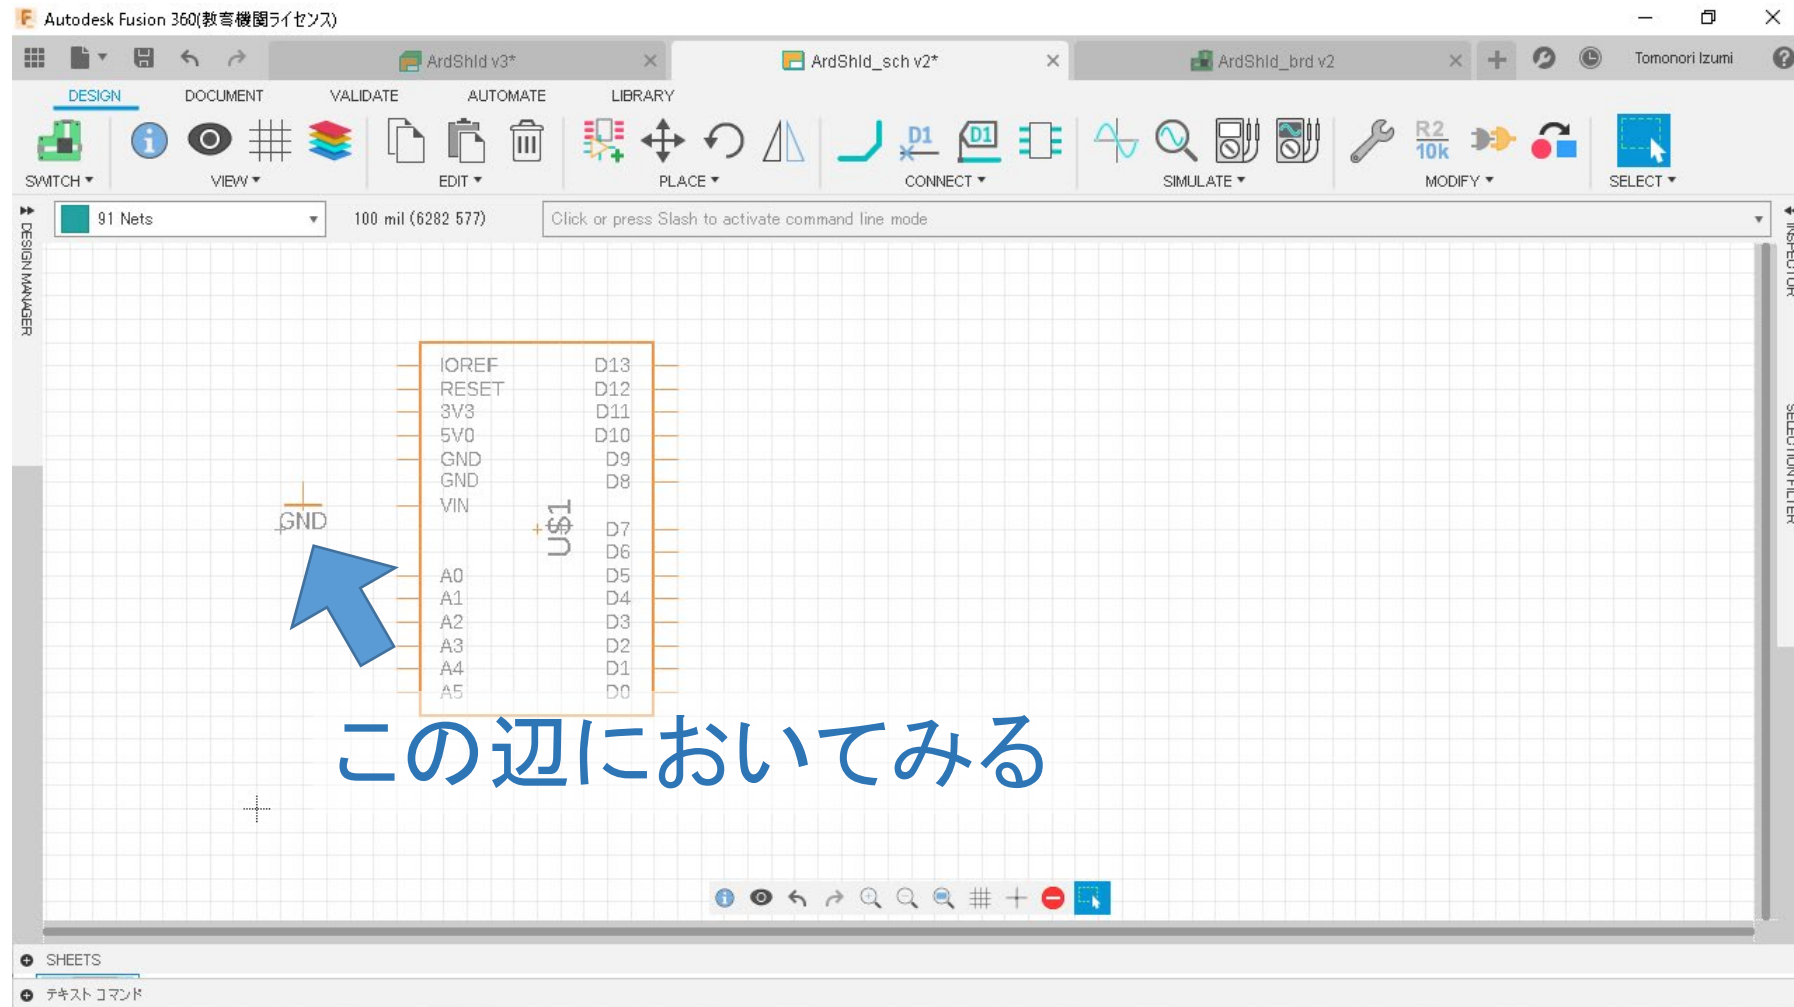 Autodesk Fusion 360(教育機関ライセンス)
ArdShld v3*
ArdShld_sch v2*
ArdShld_brd v2
Tomonori Izumi
DESIGN DOCUMENT VALIDATE AUTOMATE LIBRARY
D1 D1 R2 10k
SWITCH VIEW EDIT PLACE CONNECT SIMULATE MODIFY SELECT
91 Nets
100 mil (6282 577)
Click or press Slash to activate command line mode
DESIGN MANAGER
INSPECTOR
SELECTION FILTER
IOREF D13
RESET D12
3V3 D11
5V0 D10
GND D9
GND D8
VIN
GND
U$1
D7
D6
A0 D5
A1 D4
A2 D3
A3 D2
A4 D1
A5 D0
この辺においてみる
SHEETS
テキスト コマンド